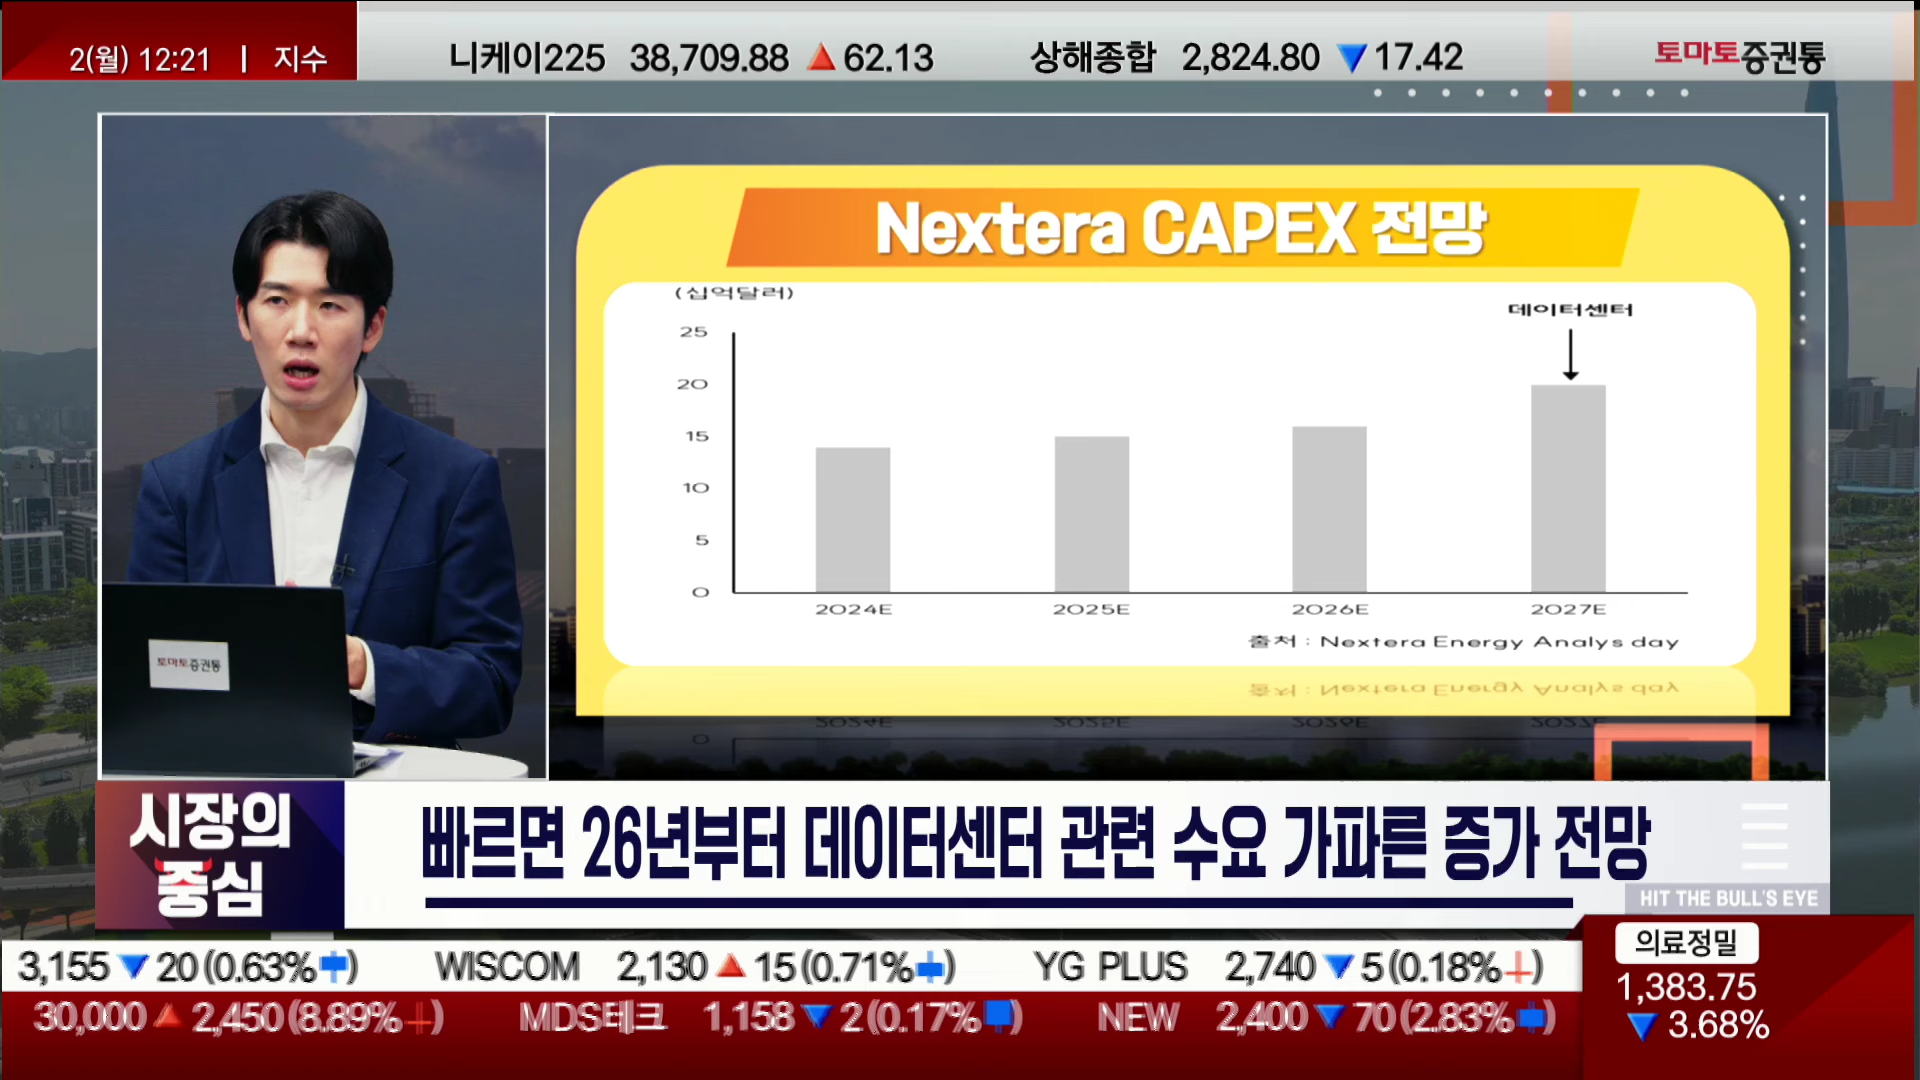 2(월) 12:21 | 지수
니케이225 38,709.88 ▲ 62.13 상해종합 2,824.80 ▼ 17.42
토마토증권통
Nextera CAPEX 전망
(십억달러)
데이터센터
25
20
15
10
5
0
2024E 2025E 2026E 2027E
출처 : Nextera Energy Analys day
토마토증권통
시장의
중심
빠르면 26년부터 데이터센터 관련 수요 가파른 증가 전망
HIT THE BULL'S EYE
3,155 ▼ 20 (0.63%) WISCOM 2,130 ▲ 15 (0.71%) YG PLUS 2,740 ▼ 5 (0.18%)
30,000 ▲ 2,450 (8.89%) MDS테크 1,158 ▼ 2 (0.17%) NEW 2,400 ▼ 70 (2.83%)
의료정밀
1,383.75
▼ 3.68%